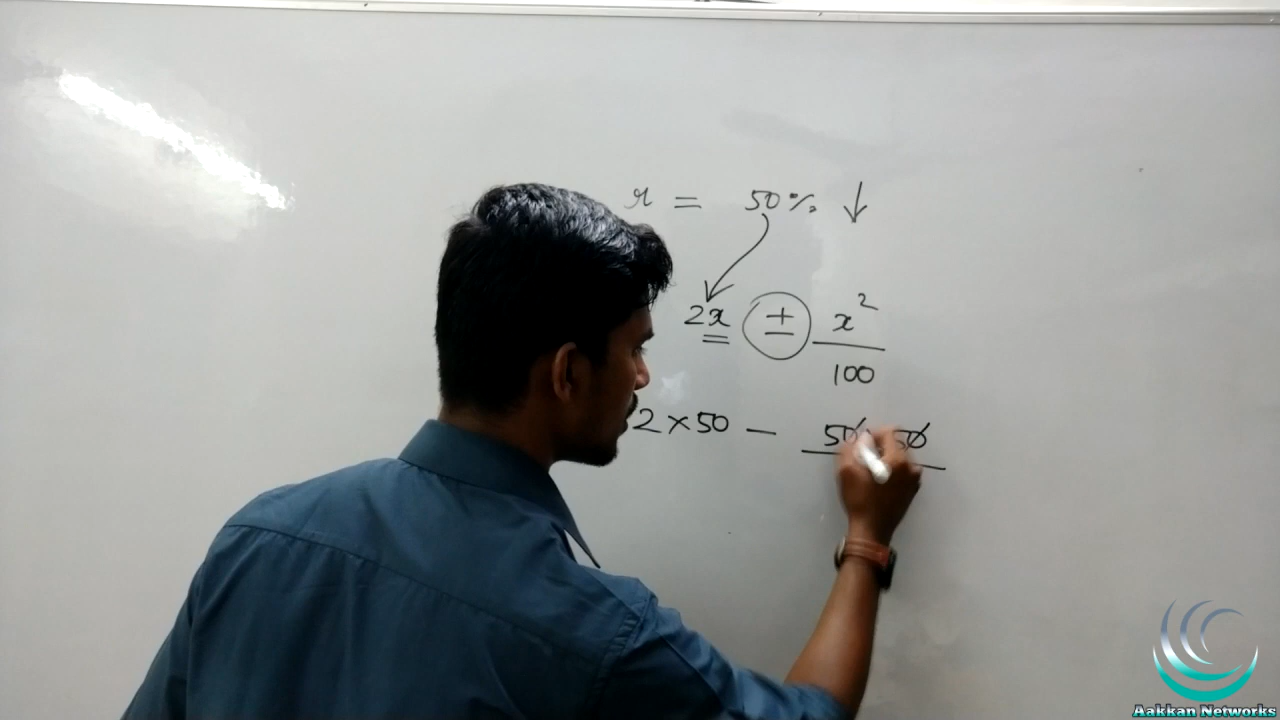 r = 50% ↓
2x ± x²/100
2 × 50 — 50 50
Aakkan Networks